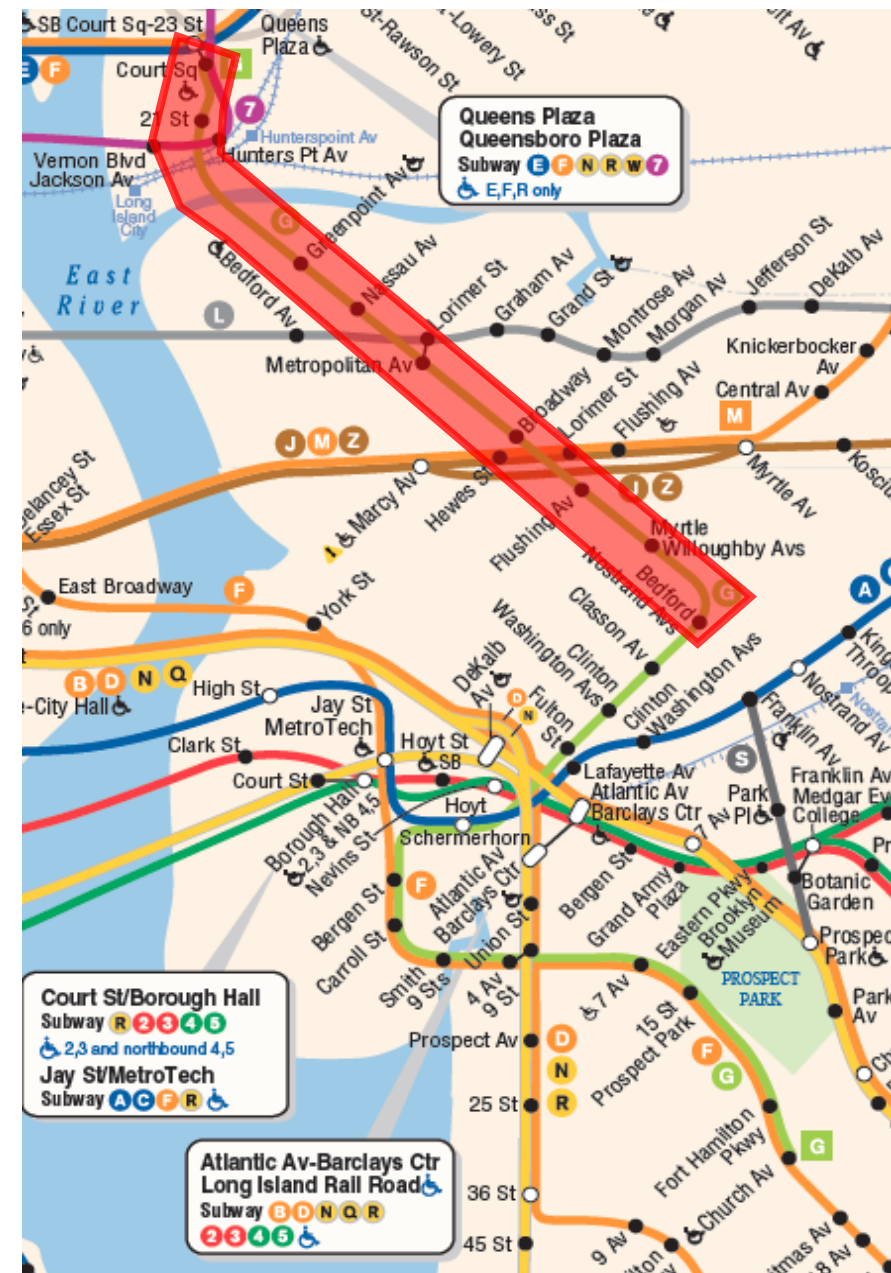 SB Court Sq-23 St
Queens
Plaza
St-Rawson St
-Lowery St
Court Sq
E F
G
7
21 St
Hunterspoint Av
Hunters Pt Av
Vernon Blvd
Jackson Av
Long
Island
City
Queens Plaza
Queensboro Plaza
Subway E F N R W 7
E,F,R only
Greenpoint Av
G
Nassau Av
East
River
Bedford Av
L
Lorimer St
Metropolitan Av
Graham Av
Grand St
Montrose Av
Morgan Av
Jefferson St
DeKalb Av
Knickerbocker
Av
Central Av
M
Broadway
Lorimer St
Flushing Av
J M Z
Marcy Av
Hewes St
Flushing Av
J Z
Myrtle Av
Delancey St
Essex St
Myrtle
Willoughby Avs
Bedford
Nostrand Avs
G
A
East Broadway
F
York St
6 only
B D N Q
-City Hall
High St
Jay St
MetroTech
Clark St
Court St
Hoyt St
SB
DeKalb
Av
D
N
Fulton
St
Classon Av
Clinton
Washington Avs
Clinton
Washington Avs
Franklin Av
Nostrand Av
S
Lafayette Av
Atlantic Av
Barclays Ctr
Park
Pl
Franklin Av
Medgar Ev
College
Botanic
Garden
Prospec
Park
Borough Hall
2,3 & NB 4,5
Nevins St
Hoyt
Schermerhorn
7 Av
Bergen St
Grand Army
Plaza
Eastern Pkwy
Brooklyn
Museum
PROSPECT
PARK
Park
Av
Bergen St
F
Carroll St
Atlantic Av
Barclays Ctr
Union St
Smith
9 Sts
4 Av
9 St
7 Av
15 St
Prospect Park
F
G
Court St/Borough Hall
Subway R 2 3 4 5
2,3 and northbound 4,5
Jay St/MetroTech
Subway A C F R
Prospect Av
D
N
R
25 St
Fort Hamilton
Pkwy
G
Church Av
Atlantic Av-Barclays Ctr
Long Island Rail Road
Subway B D N Q R
2 3 4 5
36 St
45 St
9 Av